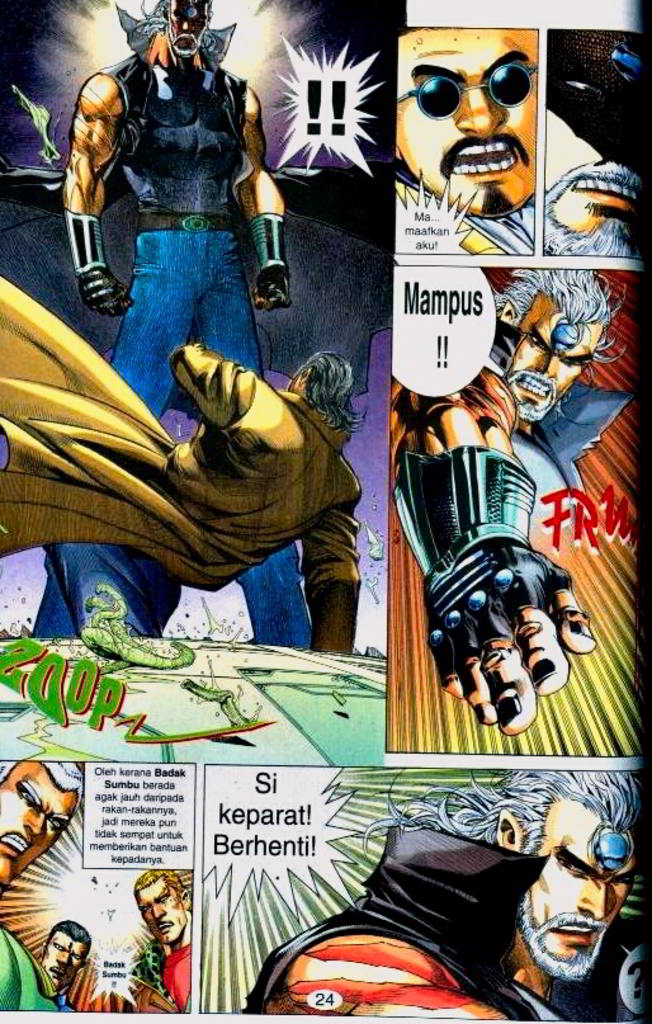 !!
Ma...
maafkan
aku!
Mampus
!!
FRU
ZOOP
Oleh kerana Badak
Sumbu berada
agak jauh daripada
rakan-rakannya,
jadi mereka pun
tidak sempat untuk
memberikan bantuan
kepadanya.
Badak
Sumbu
!!
Si
keparat!
Berhenti!
?
24